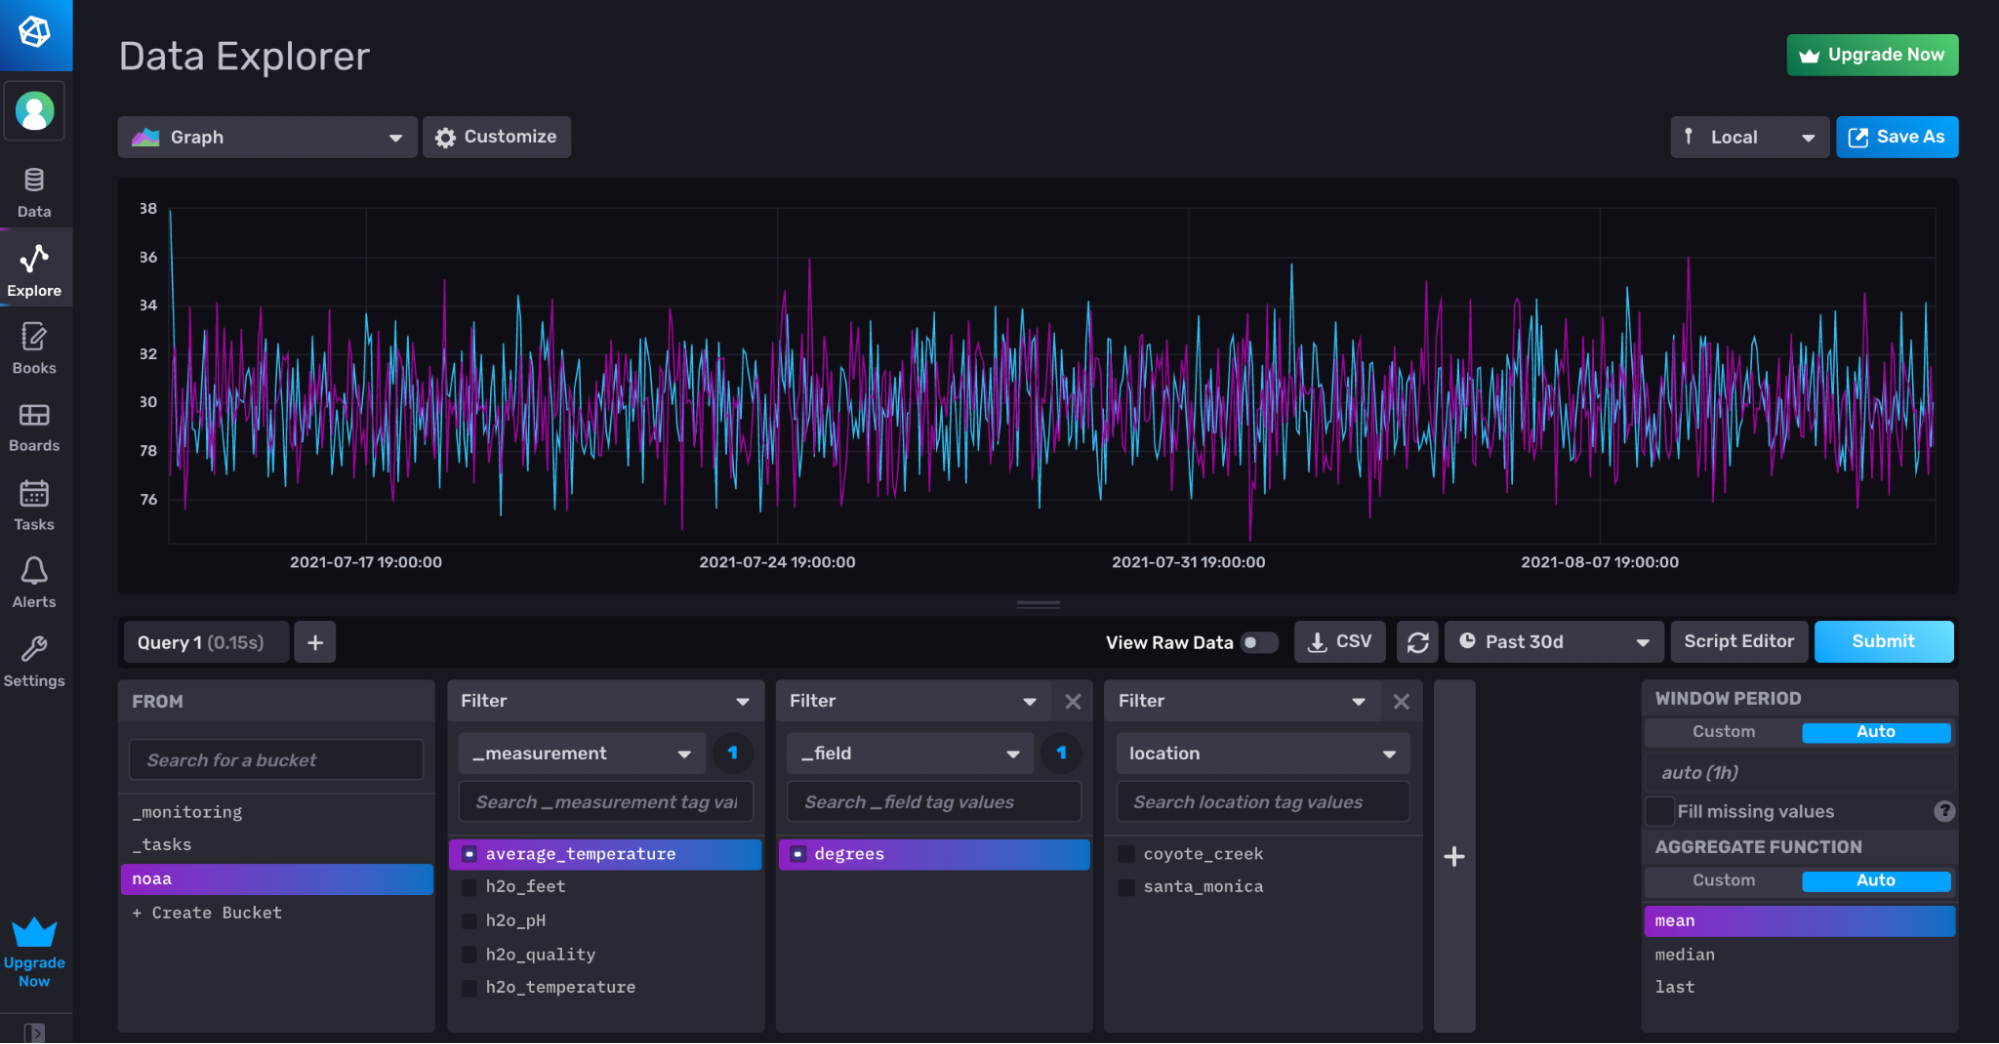 Data Explorer
Upgrade Now
Graph
Customize
Local
Save As
Data
Explore
Books
Boards
Tasks
Alerts
Settings
Upgrade
Now
38
36
34
32
30
78
76
2021-07-17 19:00:00
2021-07-24 19:00:00
2021-07-31 19:00:00
2021-08-07 19:00:00
Query 1 (0.15s)
+
View Raw Data
CSV
Past 30d
Script Editor
Submit
FROM
Search for a bucket
_monitoring
_tasks
noaa
+ Create Bucket
Filter
_measurement
1
Search _measurement tag val
average_temperature
h2o_feet
h2o_pH
h2o_quality
h2o_temperature
Filter
_field
1
Search _field tag values
degrees
Filter
location
Search location tag values
coyote_creek
santa_monica
+
WINDOW PERIOD
Custom
Auto
auto (1h)
Fill missing values
?
AGGREGATE FUNCTION
Custom
Auto
mean
median
last